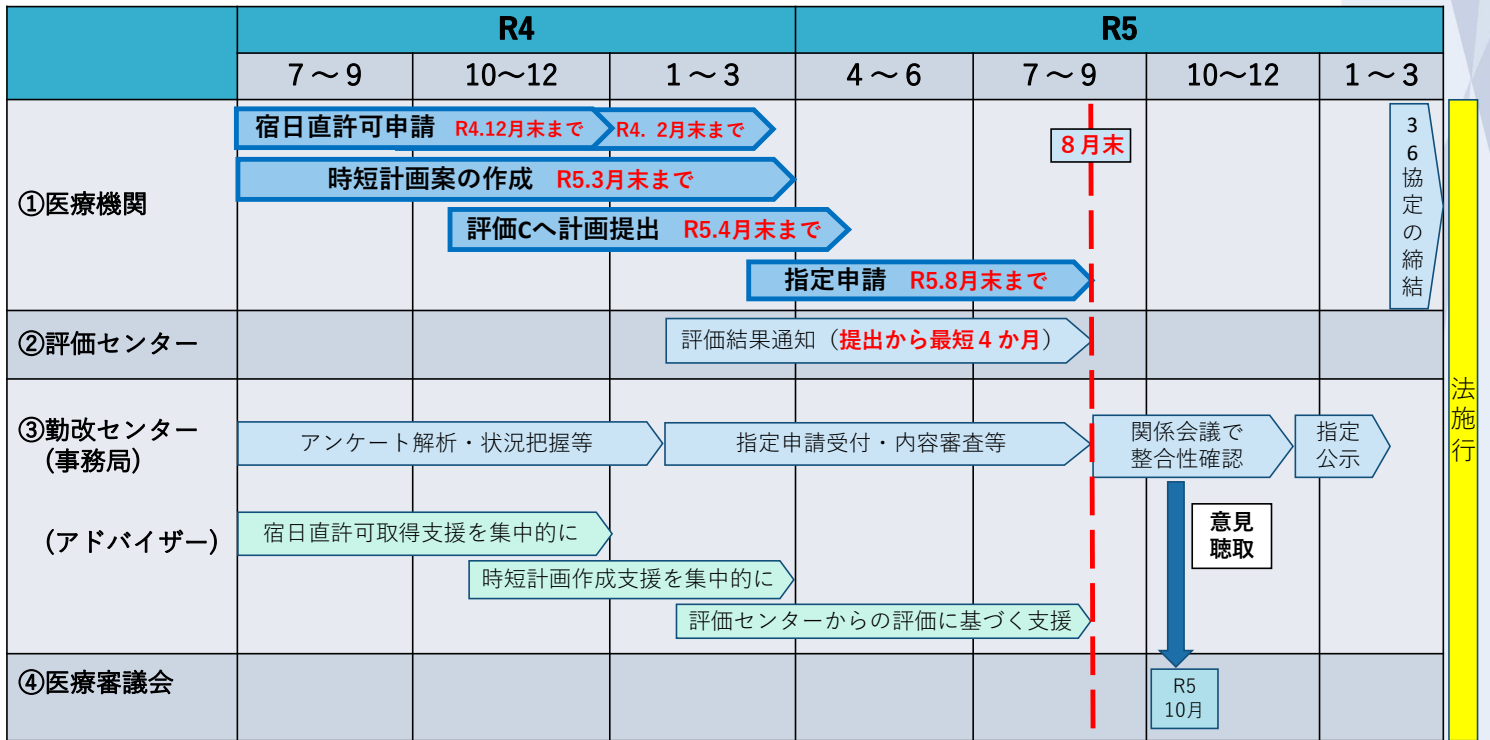 R4
R5
7～9
10～12
1～3
4～6
7～9
10～12
1～3
①医療機関
宿日直許可申請 R4.12月末まで
R4. 2月末まで
時短計画案の作成 R5.3月末まで
評価Cへ計画提出 R5.4月末まで
指定申請 R5.8月末まで
8月末
36協定の締結
②評価センター
評価結果通知（提出から最短4か月）
③勤改センター
(事務局)
アンケート解析・状況把握等
指定申請受付・内容審査等
関係会議で
整合性確認
指定
公示
(アドバイザー)
宿日直許可取得支援を集中的に
時短計画作成支援を集中的に
評価センターからの評価に基づく支援
意見
聴取
④医療審議会
R5
10月
法施行